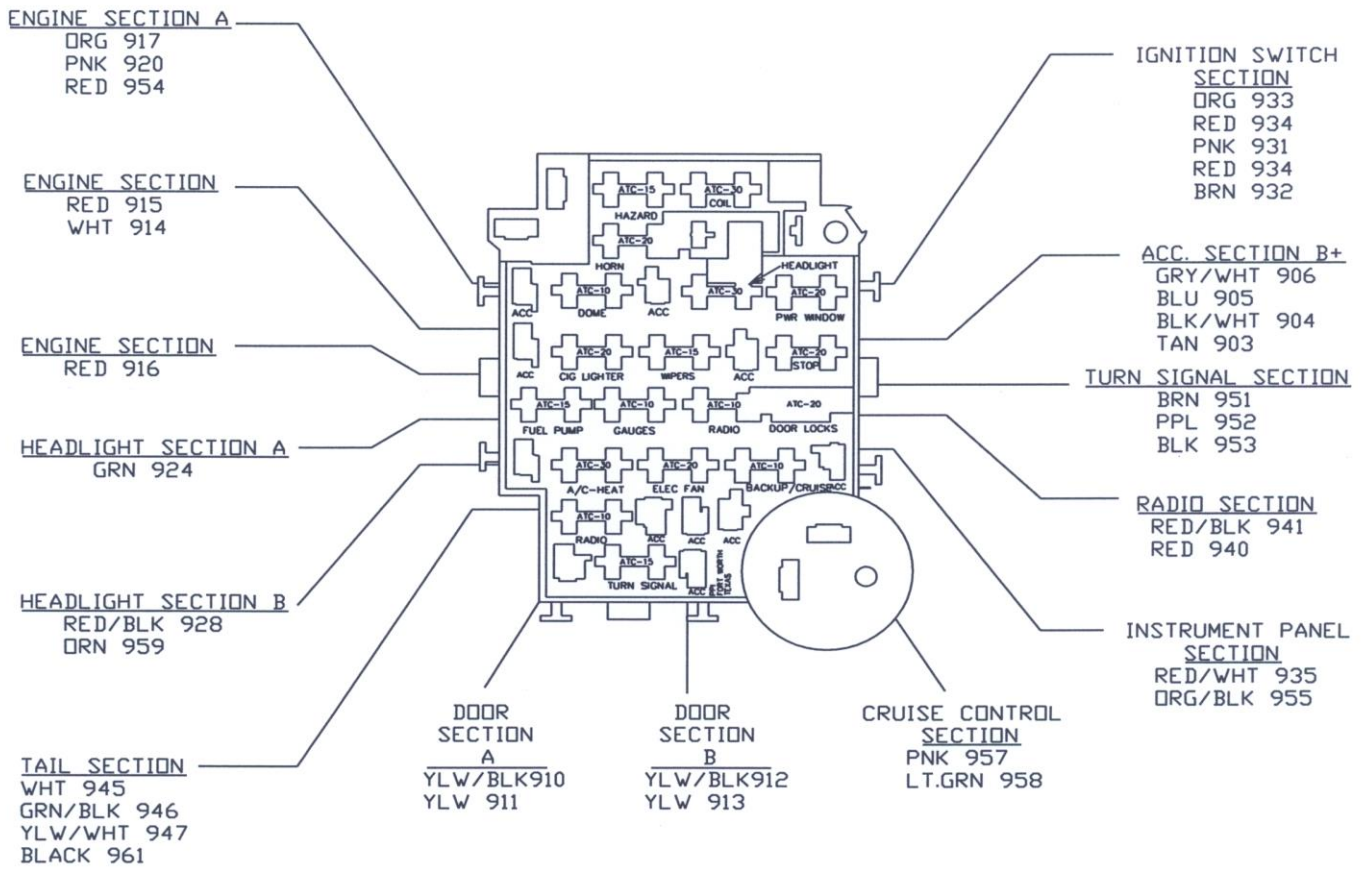 ENGINE SECTION A
ORG 917
PNK 920
RED 954
ENGINE SECTION
RED 915
WHT 914
ENGINE SECTION
RED 916
HEADLIGHT SECTION A
GRN 924
HEADLIGHT SECTION B
RED/BLK 928
ORN 959
TAIL SECTION
WHT 945
GRN/BLK 946
YLW/WHT 947
BLACK 961
ATC-15 ATC-30
HAZARD COIL
ATC-20
HORN HEADLIGHT
ATC-10 ATC-30 ATC-20
ACC DOME ACC PWR WINDOW
ATC-20 ATC-15 ATC-20
ACC CIG LIGHTER WIPERS ACC STOP
ATC-15 ATC-10 ATC-10 ATC-20
FUEL PUMP GAUGES RADIO DOOR LOCKS
ATC-30 ATC-20 ATC-10
A/C-HEAT ELEC FAN BACKUP/CRUISE ACC
ATC-10
RADIO ACC ACC ACC
ATC-15
TURN SIGNAL ACC
PPI
FORT WORTH
TEXAS
DOOR
SECTION
A
YLW/BLK910
YLW 911
DOOR
SECTION
B
YLW/BLK912
YLW 913
CRUISE CONTROL
SECTION
PNK 957
LT.GRN 958
IGNITION SWITCH
SECTION
ORG 933
RED 934
PNK 931
RED 934
BRN 932
ACC. SECTION B+
GRY/WHT 906
BLU 905
BLK/WHT 904
TAN 903
TURN SIGNAL SECTION
BRN 951
PPL 952
BLK 953
RADIO SECTION
RED/BLK 941
RED 940
INSTRUMENT PANEL
SECTION
RED/WHT 935
ORG/BLK 955